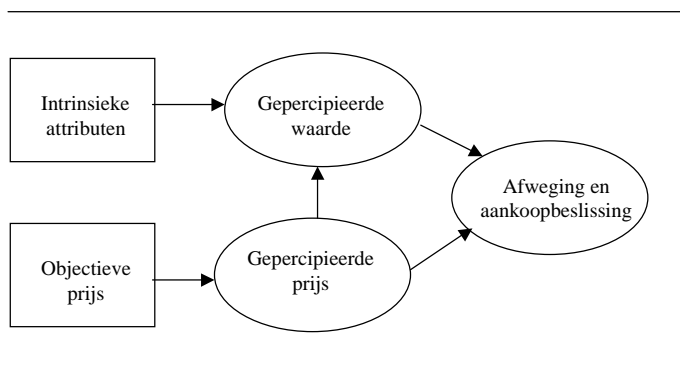 Intrinsieke
attributen
Gepercipieerde
waarde
Afweging en
aankoopbeslissing
Objectieve
prijs
Gepercipieerde
prijs